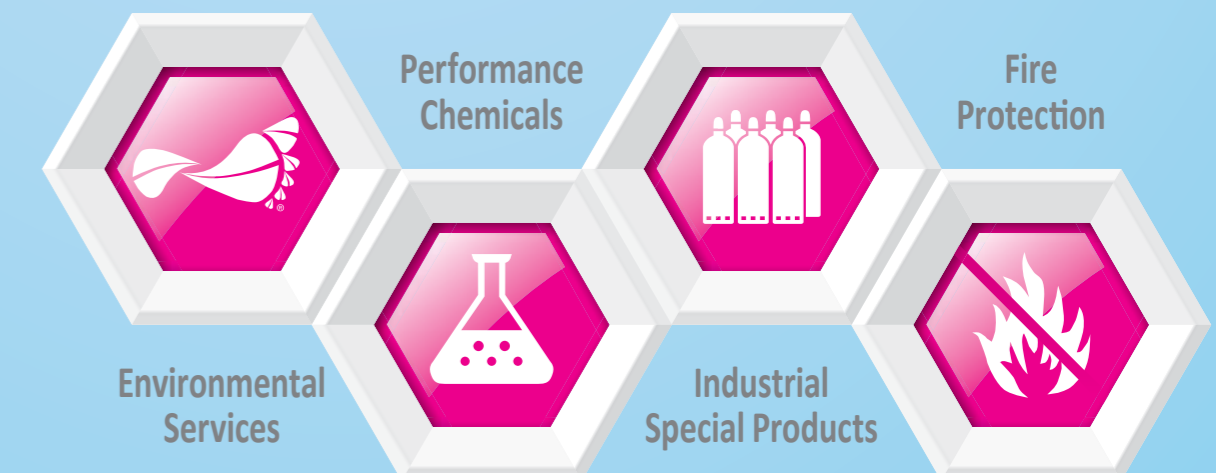 Performance
Chemicals
Fire
Protection
®
Environmental
Services
Industrial
Special Products